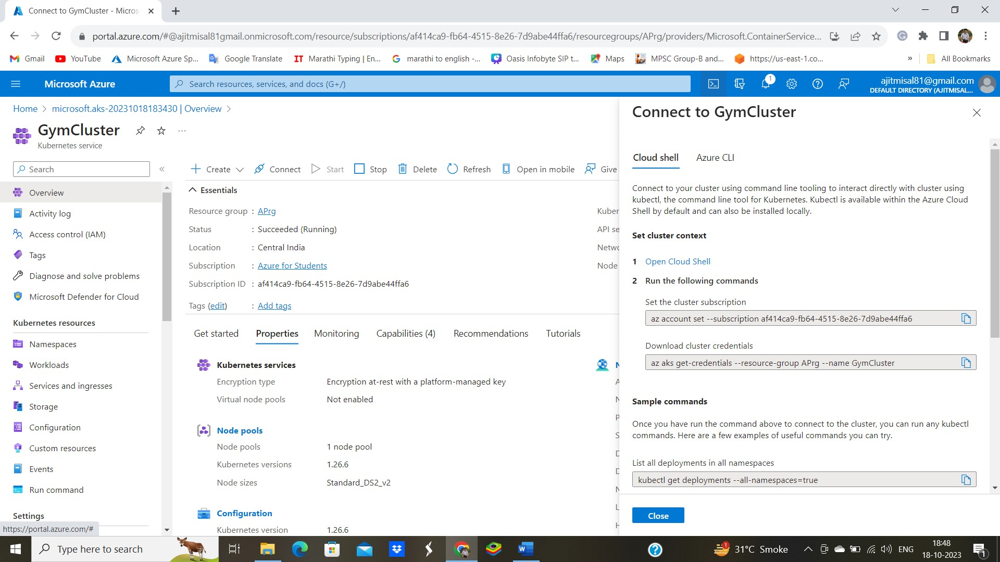 Connect to GymCluster - Micros
portal.azure.com/#@ajitmisal81gmail.onmicrosoft.com/resource/subscriptions/af414ca9-fb64-4515-8e26-7d9abe44ffa6/resourcegroups/APrg/providers/Microsoft.ContainerService...
Gmail YouTube Microsoft Azure Sp... Google Translate IT Marathi Typing | En... marathi to english -... Oasis Infobyte SIP t... Maps MPSC Group-B and... https://us-east-1.co... » All Bookmarks
Microsoft Azure
Search resources, services, and docs (G+/)
1
ajitmisal81@gmail.com
DEFAULT DIRECTORY (AJITMISAL...
Home > microsoft.aks-20231018183430 | Overview >
GymCluster
Kubernetes service
Search
Overview
Activity log
Access control (IAM)
Tags
Diagnose and solve problems
Microsoft Defender for Cloud
Kubernetes resources
Namespaces
Workloads
Services and ingresses
Storage
Configuration
Custom resources
Events
Run command
Settings
https://portal.azure.com/#
Create Connect Start Stop Delete Refresh Open in mobile Give
Essentials
Resource group : APrg
Status : Succeeded (Running)
Location : Central India
Subscription : Azure for Students
Subscription ID : af414ca9-fb64-4515-8e26-7d9abe44ffa6
Tags (edit) : Add tags
Kuber
API se
Netwo
Node
Get started Properties Monitoring Capabilities (4) Recommendations Tutorials
Kubernetes services
Encryption type Encryption at-rest with a platform-managed key
Virtual node pools Not enabled
Node pools
Node pools 1 node pool
Kubernetes versions 1.26.6
Node sizes Standard_DS2_v2
Configuration
Kubernetes version 1.26.6
Connect to GymCluster
Cloud shell Azure CLI
Connect to your cluster using command line tooling to interact directly with cluster using
kubectl, the command line tool for Kubernetes. Kubectl is available within the Azure Cloud
Shell by default and can also be installed locally.
Set cluster context
1 Open Cloud Shell
2 Run the following commands
Set the cluster subscription
az account set --subscription af414ca9-fb64-4515-8e26-7d9abe44ffa6
Download cluster credentials
az aks get-credentials --resource-group APrg --name GymCluster
Sample commands
Once you have run the command above to connect to the cluster, you can run any kubectl
commands. Here are a few examples of useful commands you can try.
List all deployments in all namespaces
kubectl get deployments --all-namespaces=true
Close
Type here to search
1
31°C Smoke
ENG
18:48
18-10-2023
1